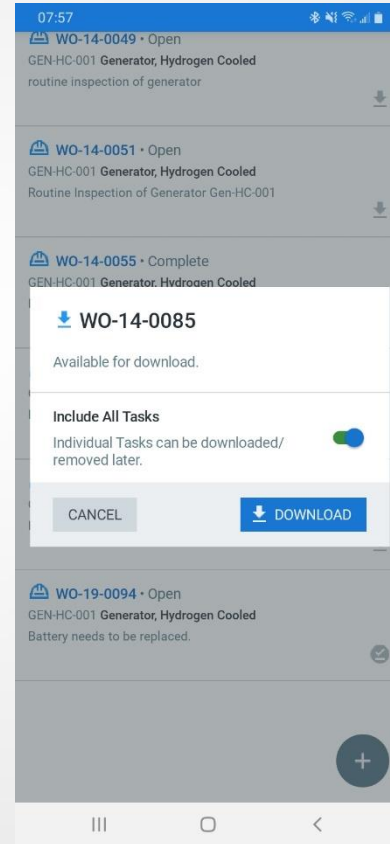 07:57
WO-14-0049 • Open
GEN-HC-001 Generator, Hydrogen Cooled
routine inspection of generator
WO-14-0051 • Open
GEN-HC-001 Generator, Hydrogen Cooled
Routine Inspection of Generator Gen-HC-001
WO-14-0055 • Complete
GEN-HC-001 Generator, Hydrogen Cooled
WO-14-0085
Available for download.
Include All Tasks
Individual Tasks can be downloaded/
removed later.
CANCEL
DOWNLOAD
WO-19-0094 • Open
GEN-HC-001 Generator, Hydrogen Cooled
Battery needs to be replaced.